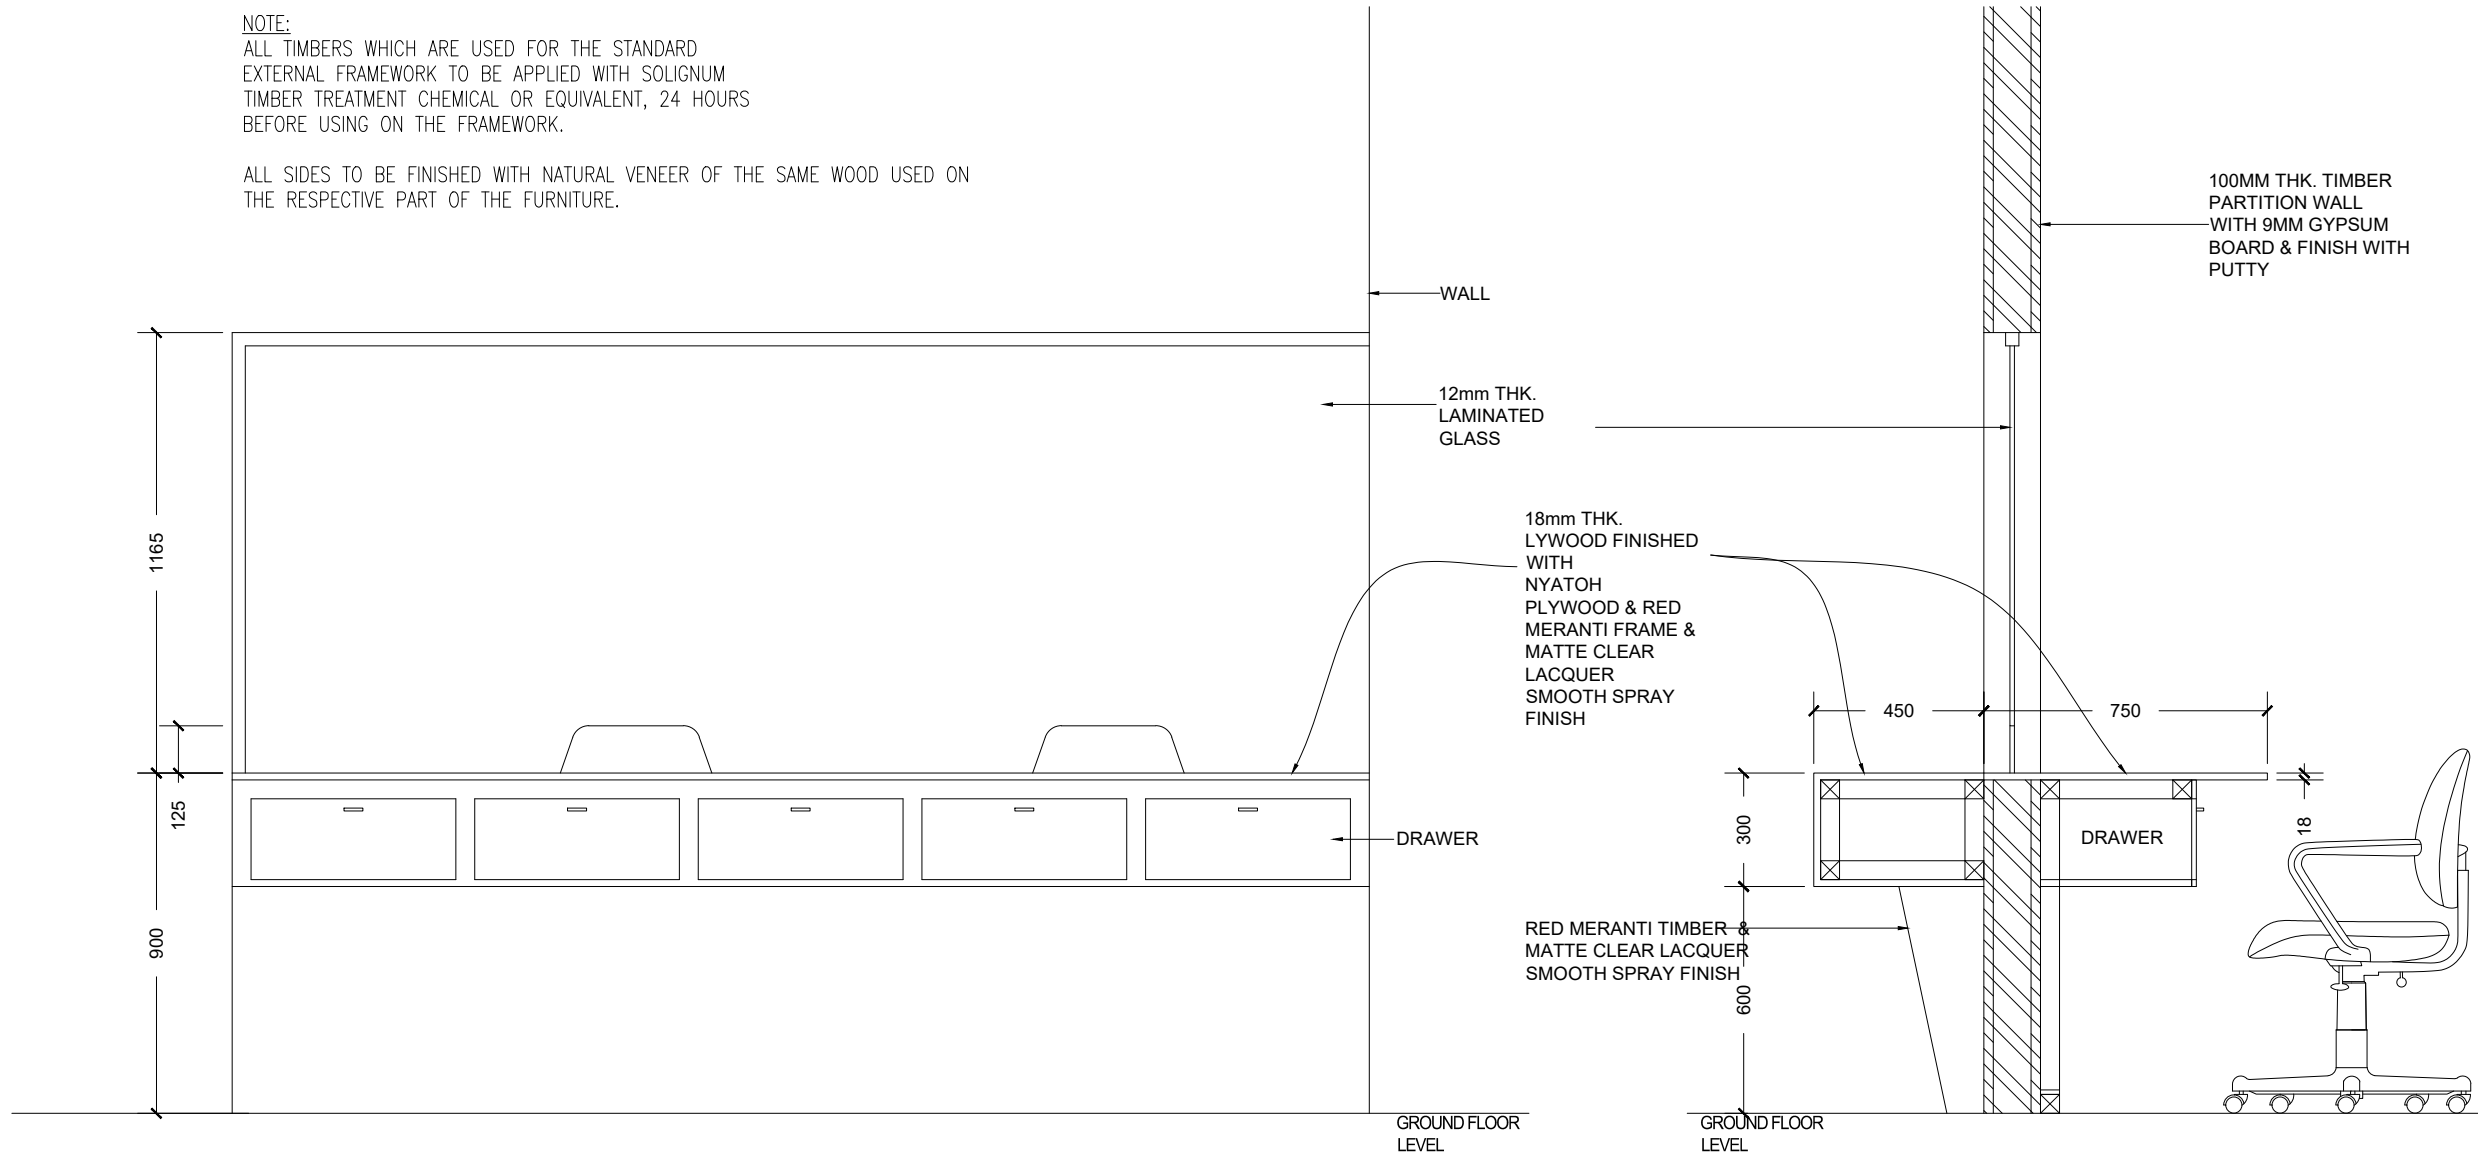 NOTE:
ALL TIMBERS WHICH ARE USED FOR THE STANDARD
EXTERNAL FRAMEWORK TO BE APPLIED WITH SOLIGNUM
TIMBER TREATMENT CHEMICAL OR EQUIVALENT, 24 HOURS
BEFORE USING ON THE FRAMEWORK.
ALL SIDES TO BE FINISHED WITH NATURAL VENEER OF THE SAME WOOD USED ON
THE RESPECTIVE PART OF THE FURNITURE.
100MM THK. TIMBER
PARTITION WALL
WITH 9MM GYPSUM
BOARD & FINISH WITH
PUTTY
WALL
12mm THK.
LAMINATED
GLASS
18mm THK.
LYWOOD FINISHED
WITH
NYATOH
PLYWOOD & RED
MERANTI FRAME &
MATTE CLEAR
LACQUER
SMOOTH SPRAY
FINISH
1165
125
900
450
750
300
18
600
DRAWER
DRAWER
RED MERANTI TIMBER &
MATTE CLEAR LACQUER
SMOOTH SPRAY FINISH
GROUND FLOOR
LEVEL
GROUND FLOOR
LEVEL